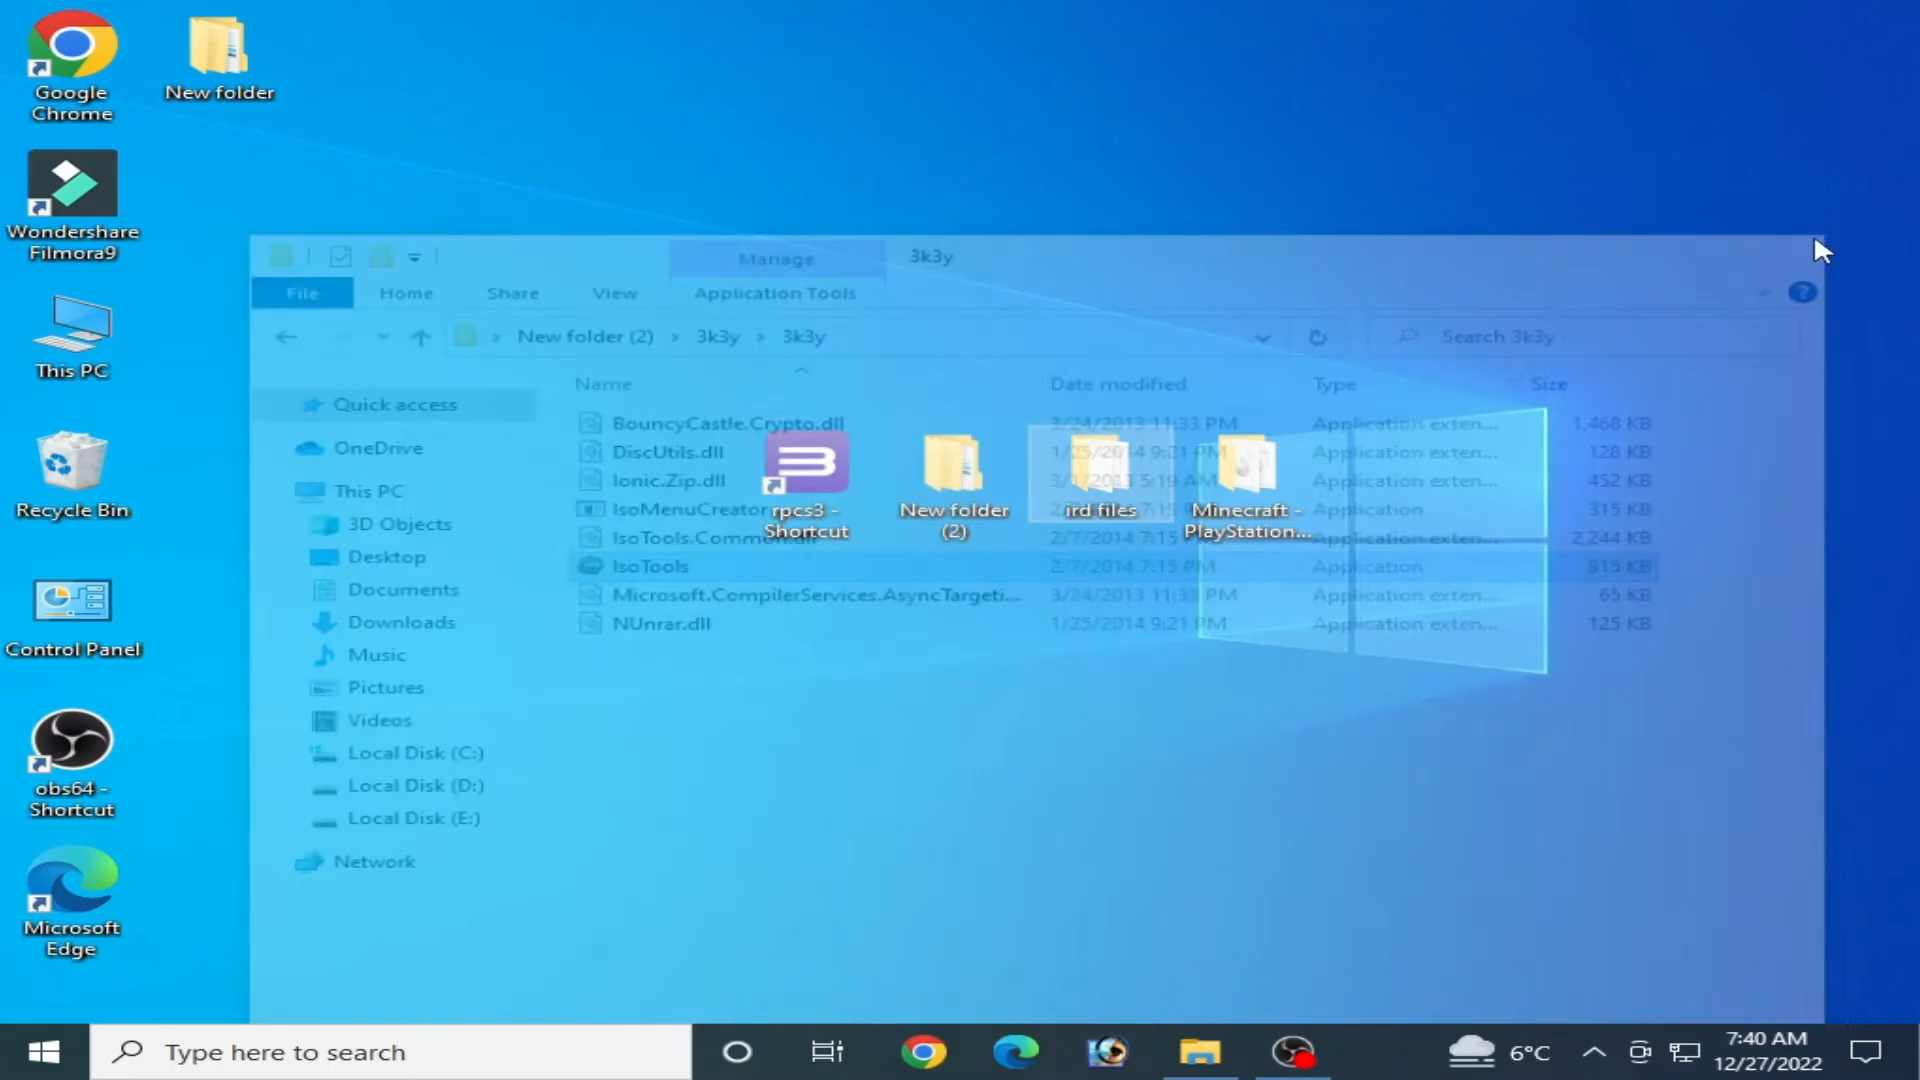 Google
Chrome
New folder
Wondershare
Filmora9
This PC
Recycle Bin
Control Panel
obs64 -
Shortcut
Microsoft
Edge
Manage
3k3y
File
Home
Share
View
Application Tools
New folder (2)
3k3y
3k3y
Search 3k3y
Name
Date modified
Type
Size
Quick access
OneDrive
This PC
3D Objects
Desktop
Documents
Downloads
Music
Pictures
Videos
Local Disk (C:)
Local Disk (D:)
Local Disk (E:)
Network
BouncyCastle.Crypto.dll 3/24/2013 11:33 PM Application exten... 1,468 KB
DiscUtils.dll 1/25/2014 9:21 PM Application exten... 128 KB
Ionic.Zip.dll 5:19 AM Application exten... 452 KB
IsoMenuCreator Application 315 KB
IsoTools.Common.dll 2/7/2014 7:15 Application exten... 2,244 KB
IsoTools 2/7/2014 7:15 PM Application 915 KB
Microsoft.CompilerServices.AsyncTargeti... 3/24/2013 11:33 PM Application exten... 65 KB
NUnrar.dll 1/25/2014 9:21 PM Application exten... 125 KB
rpcs3 -
Shortcut
New folder
(2)
ird files
Minecraft -
PlayStation...
Type here to search
6°C
7:40 AM
12/27/2022